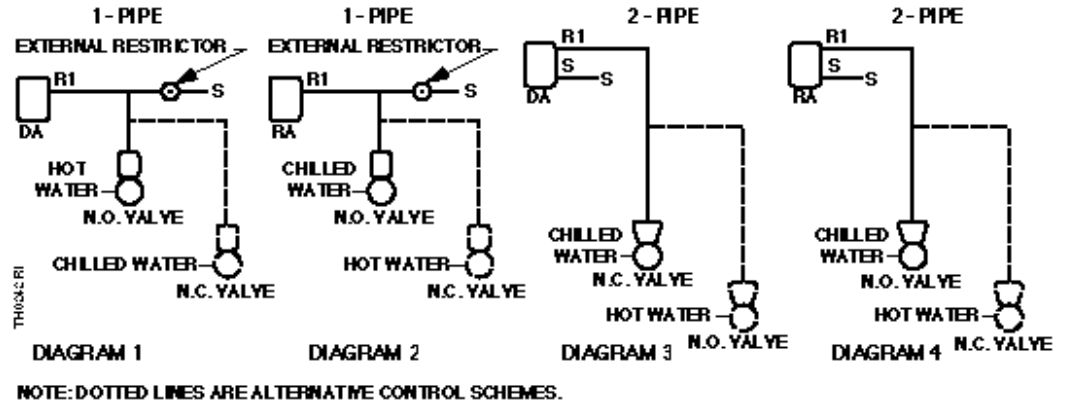 1-PIPE
EXTERNAL RESTRICTOR
R1
S
DA
HOT
WATER
N.O. VALVE
CHILLED WATER
N.C. VALVE
DIAGRAM 1
1-PIPE
EXTERNAL RESTRICTOR
R1
S
RA
CHILLED
WATER
N.O. VALVE
HOT WATER
N.C. VALVE
DIAGRAM 2
2-PIPE
R1
S
S
DA
CHILLED
WATER
N.C. VALVE
HOT WATER
N.O. VALVE
DIAGRAM 3
2-PIPE
R1
S
S
RA
CHILLED
WATER
N.O. VALVE
HOT WATER
N.C. VALVE
DIAGRAM 4
NOTE: DOTTED LINES ARE ALTERNATIVE CONTROL SCHEMES.